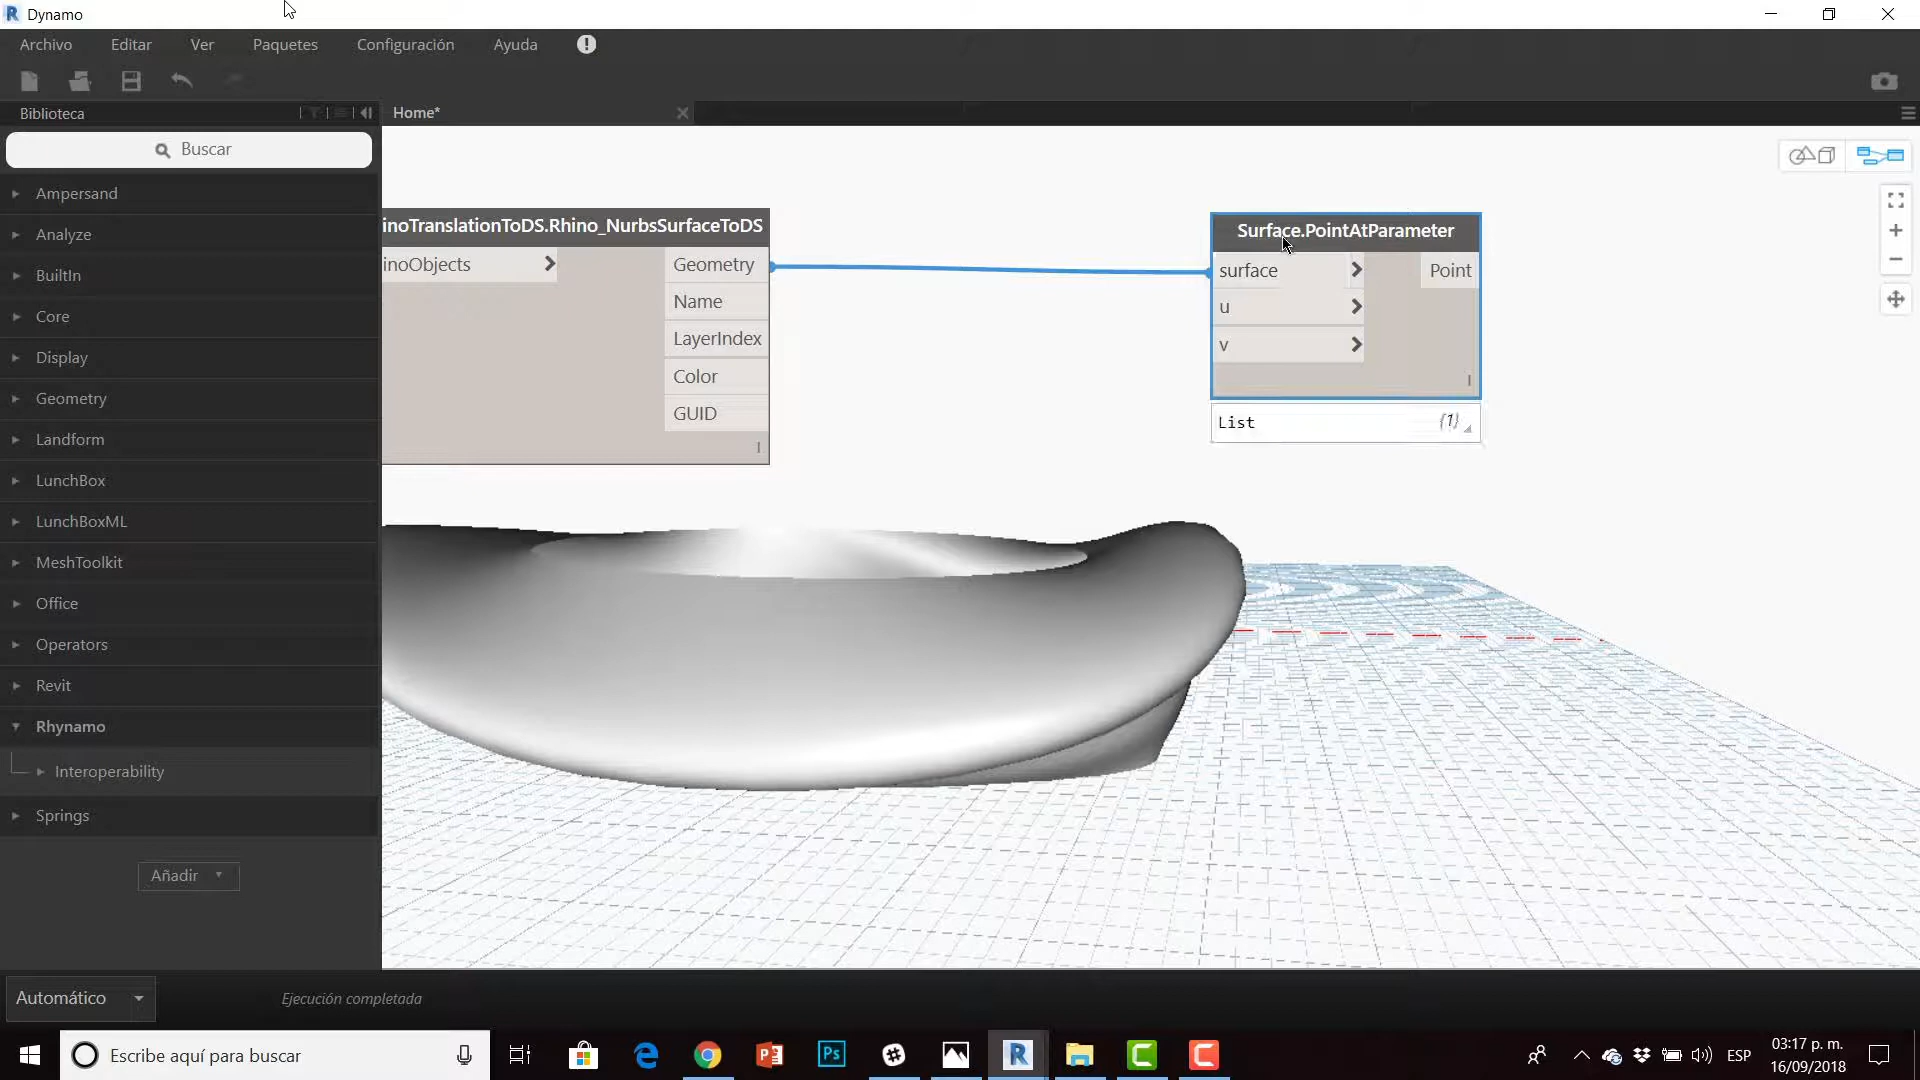 Dynamo
Archivo
Editar
Ver
Paquetes
Configuración
Ayuda
Biblioteca
Home*
Buscar
Ampersand
Analyze
BuiltIn
Core
Display
Geometry
Landform
LunchBox
LunchBoxML
MeshToolkit
Office
Operators
Revit
Rhynamo
Interoperability
Springs
Añadir
inoTranslationToDS.Rhino_NurbsSurfaceToDS
inoObjects
Geometry
Name
LayerIndex
Color
GUID
Surface.PointAtParameter
surface
Point
u
v
List {1}
Automático
Ejecución completada
Escribe aquí para buscar
ESP
03:17 p. m.
16/09/2018